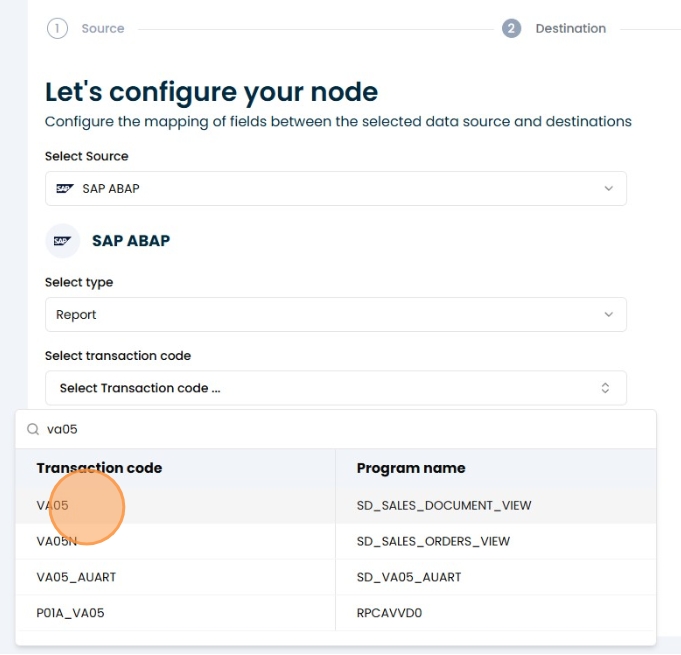 1 Source 2 Destination
Let's configure your node
Configure the mapping of fields between the selected data source and destinations
Select Source
SAP SAP ABAP
SAP SAP ABAP
Select type
Report
Select transaction code
Select Transaction code ...
va05
Transaction code Program name
VA05 SD_SALES_DOCUMENT_VIEW
VA05N SD_SALES_ORDERS_VIEW
VA05_AUART SD_VA05_AUART
P01A_VA05 RPCAVVD0